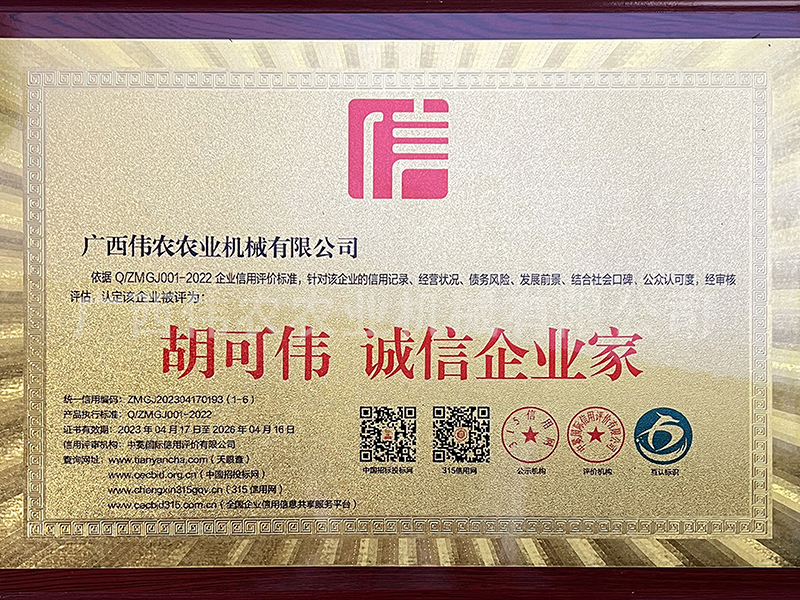 信
广西伟农农业机械有限公司
依据 Q/ZMGJ001-2022 企业信用评价标准，针对该企业的信用记录、经营状况、债务风险、发展前景、结合社会口碑、公众认可度，经审核
评估，认定该企业被评为：
胡可伟 诚信企业家
统一信用编码：ZMGJ202304170193（1-6）
产品执行标准：Q/ZMGJ001-2022
证书有效期：2023 年 04 月 17 日至 2026 年 04 月 16 日
信用评审机构：中冕国际信用评价有限公司
查询网址：www.tianyancha.com（天眼查）
www.cecbid.org.cn（中国招投标网）
www.chengxin315gov.cn（315 信用网）
www.cecbid315.com.cn（全国企业信用信息共享服务平台）
中国招标投标网
315信用网
公示机构
评价机构
互认标识